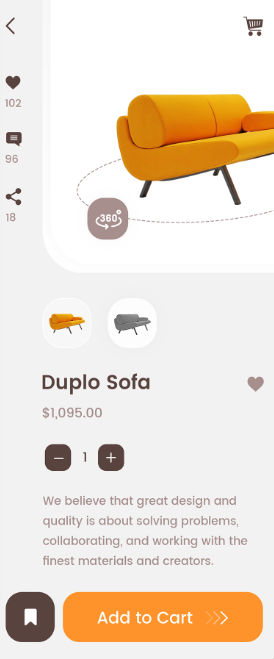 102
96
18
360°
Duplo Sofa
$1,095.00
1
We believe that great design and
quality is about solving problems,
collaborating, and working with the
finest materials and creators.
Add to Cart